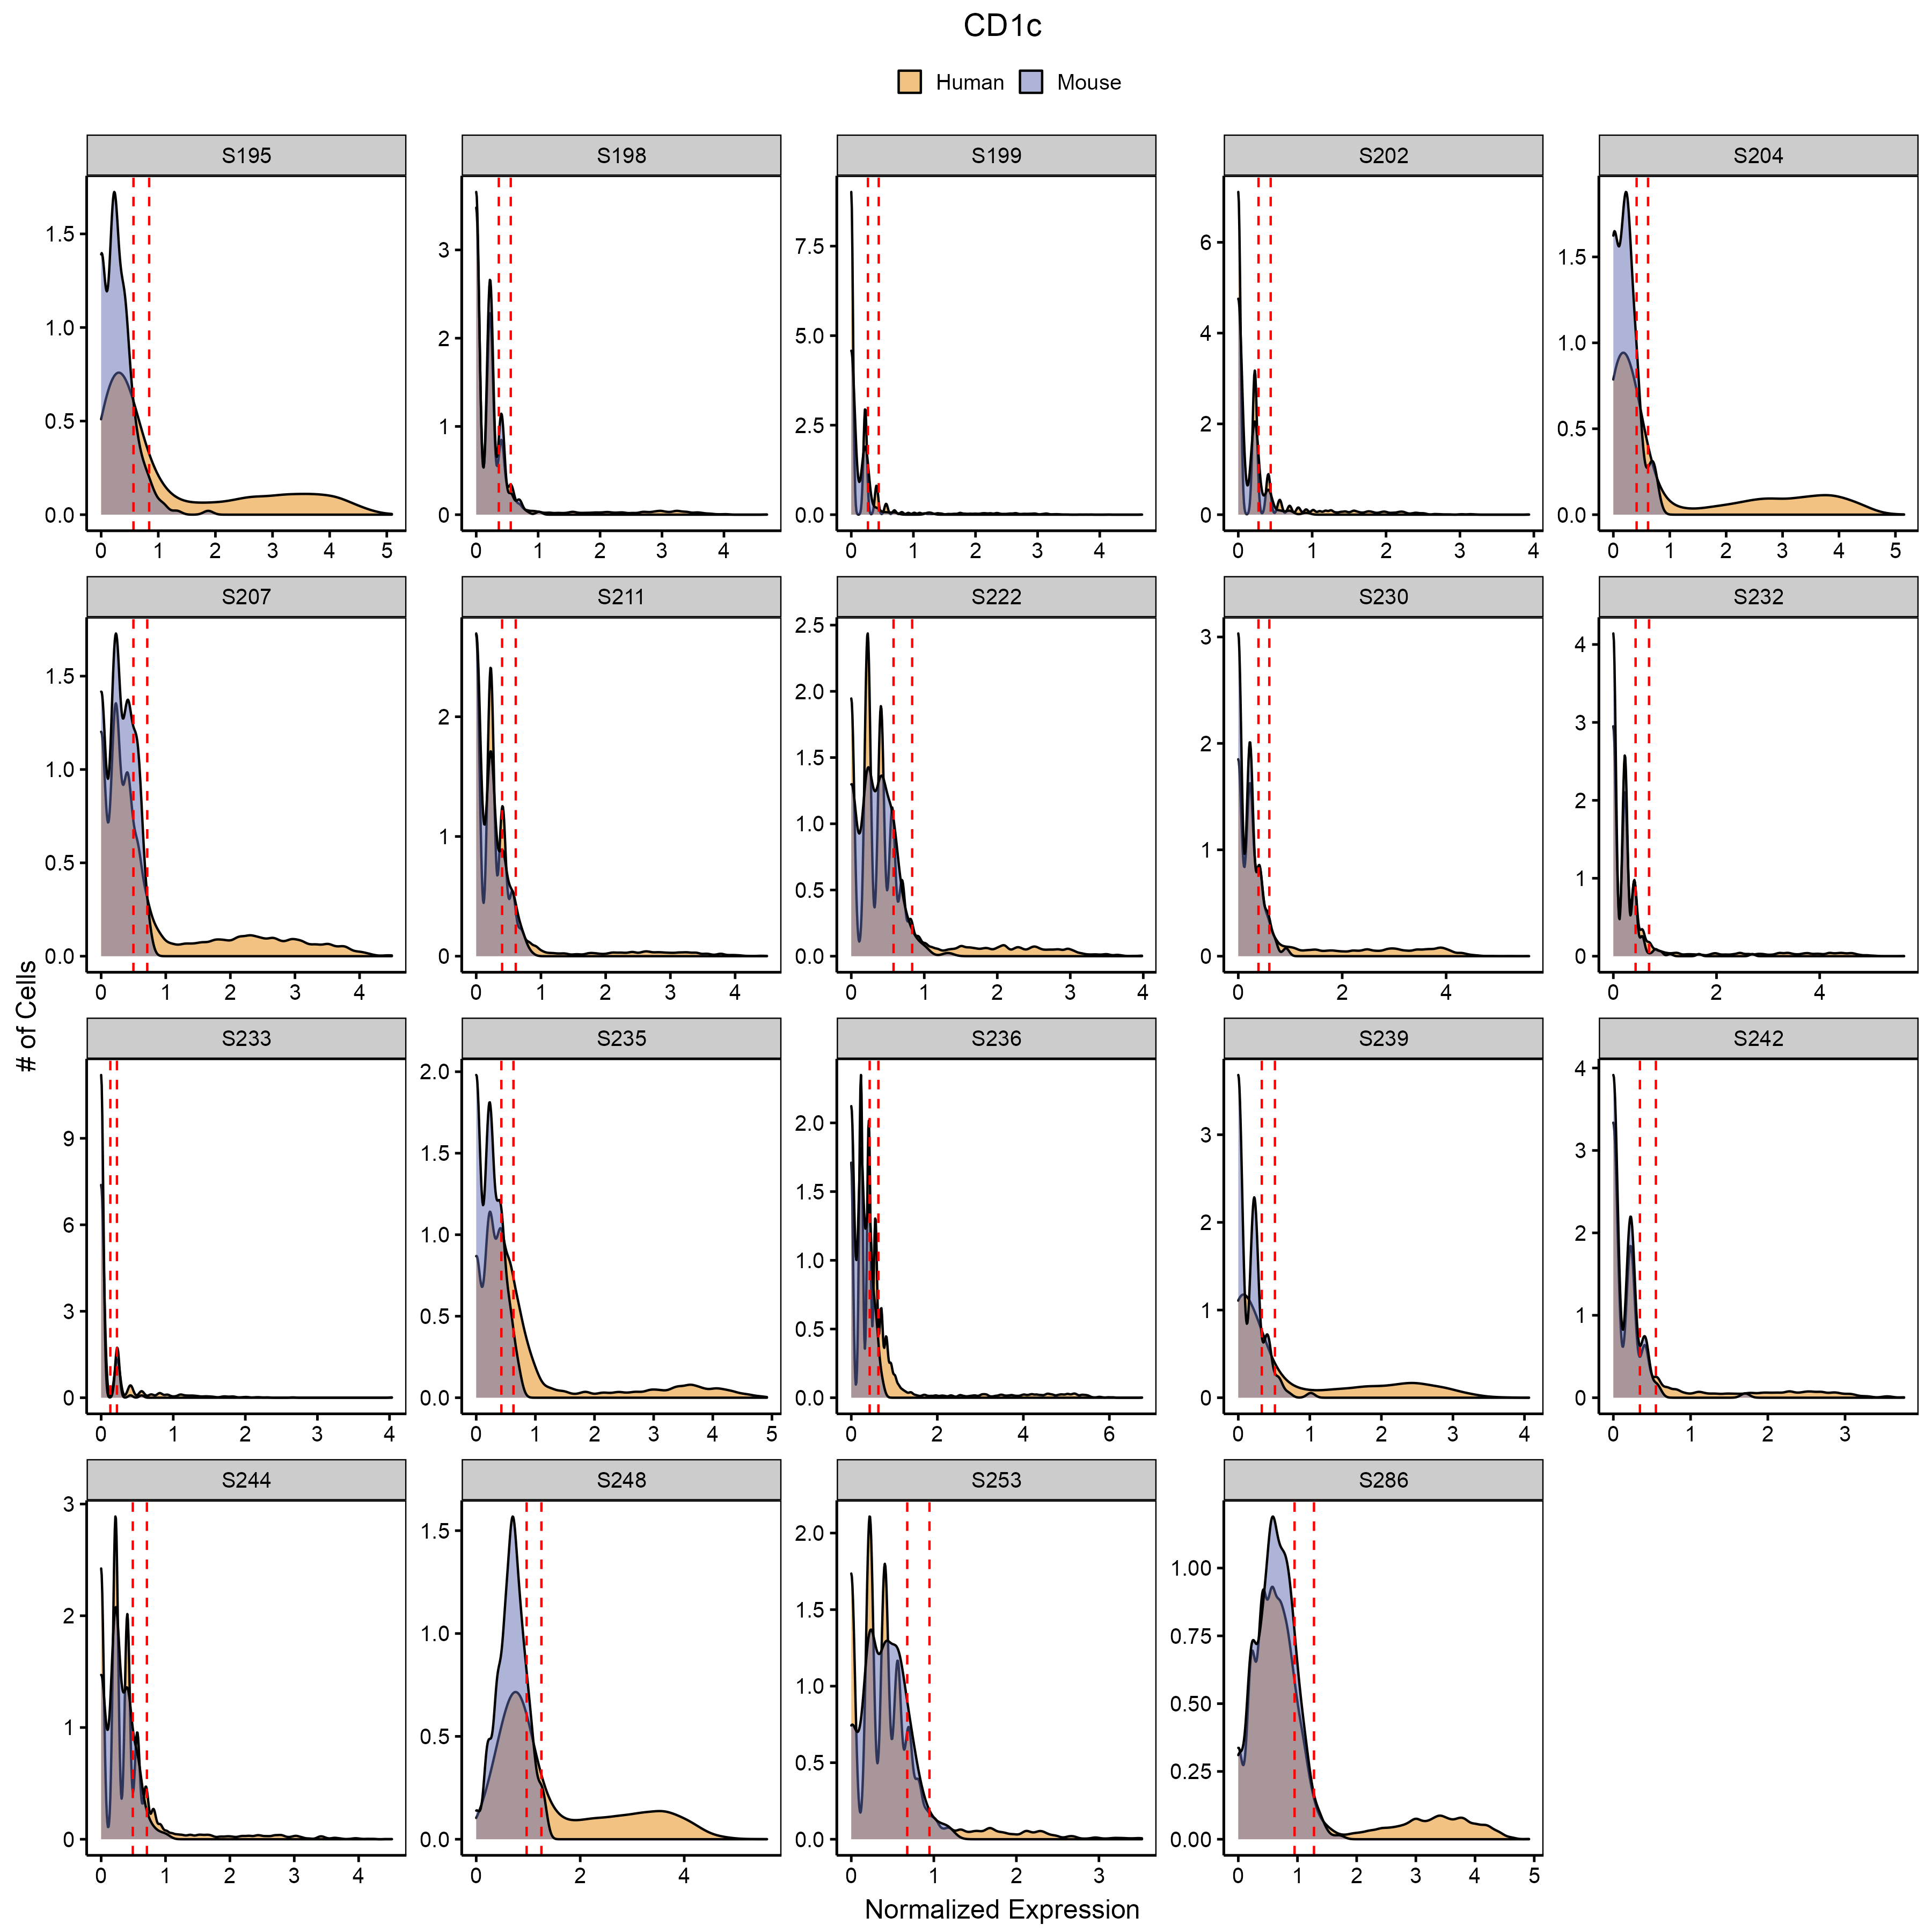 CD1c
Human Mouse
S195 S198 S199 S202 S204
1.5 1.0 0.5 0.0
0 1 2 3 4 5
3 2 1 0
0 1 2 3 4
7.5 5.0 2.5 0.0
0 1 2 3 4
6 4 2 0
0 1 2 3 4
1.5 1.0 0.5 0.0
0 1 2 3 4 5
S207 S211 S222 S230 S232
1.5 1.0 0.5 0.0
0 1 2 3 4
2 1 0
0 1 2 3 4
2.5 2.0 1.5 1.0 0.5 0.0
0 1 2 3 4
3 2 1 0
0 2 4
4 3 2 1 0
0 2 4
# of Cells
S233 S235 S236 S239 S242
9 6 3 0
0 1 2 3 4
2.0 1.5 1.0 0.5 0.0
0 1 2 3 4 5
2.0 1.5 1.0 0.5 0.0
0 2 4 6
3 2 1 0
0 1 2 3 4
4 3 2 1 0
0 1 2 3
S244 S248 S253 S286
3 2 1 0
0 1 2 3 4
1.5 1.0 0.5 0.0
0 2 4
2.0 1.5 1.0 0.5 0.0
0 1 2 3
1.00 0.75 0.50 0.25 0.00
0 1 2 3 4 5
Normalized Expression